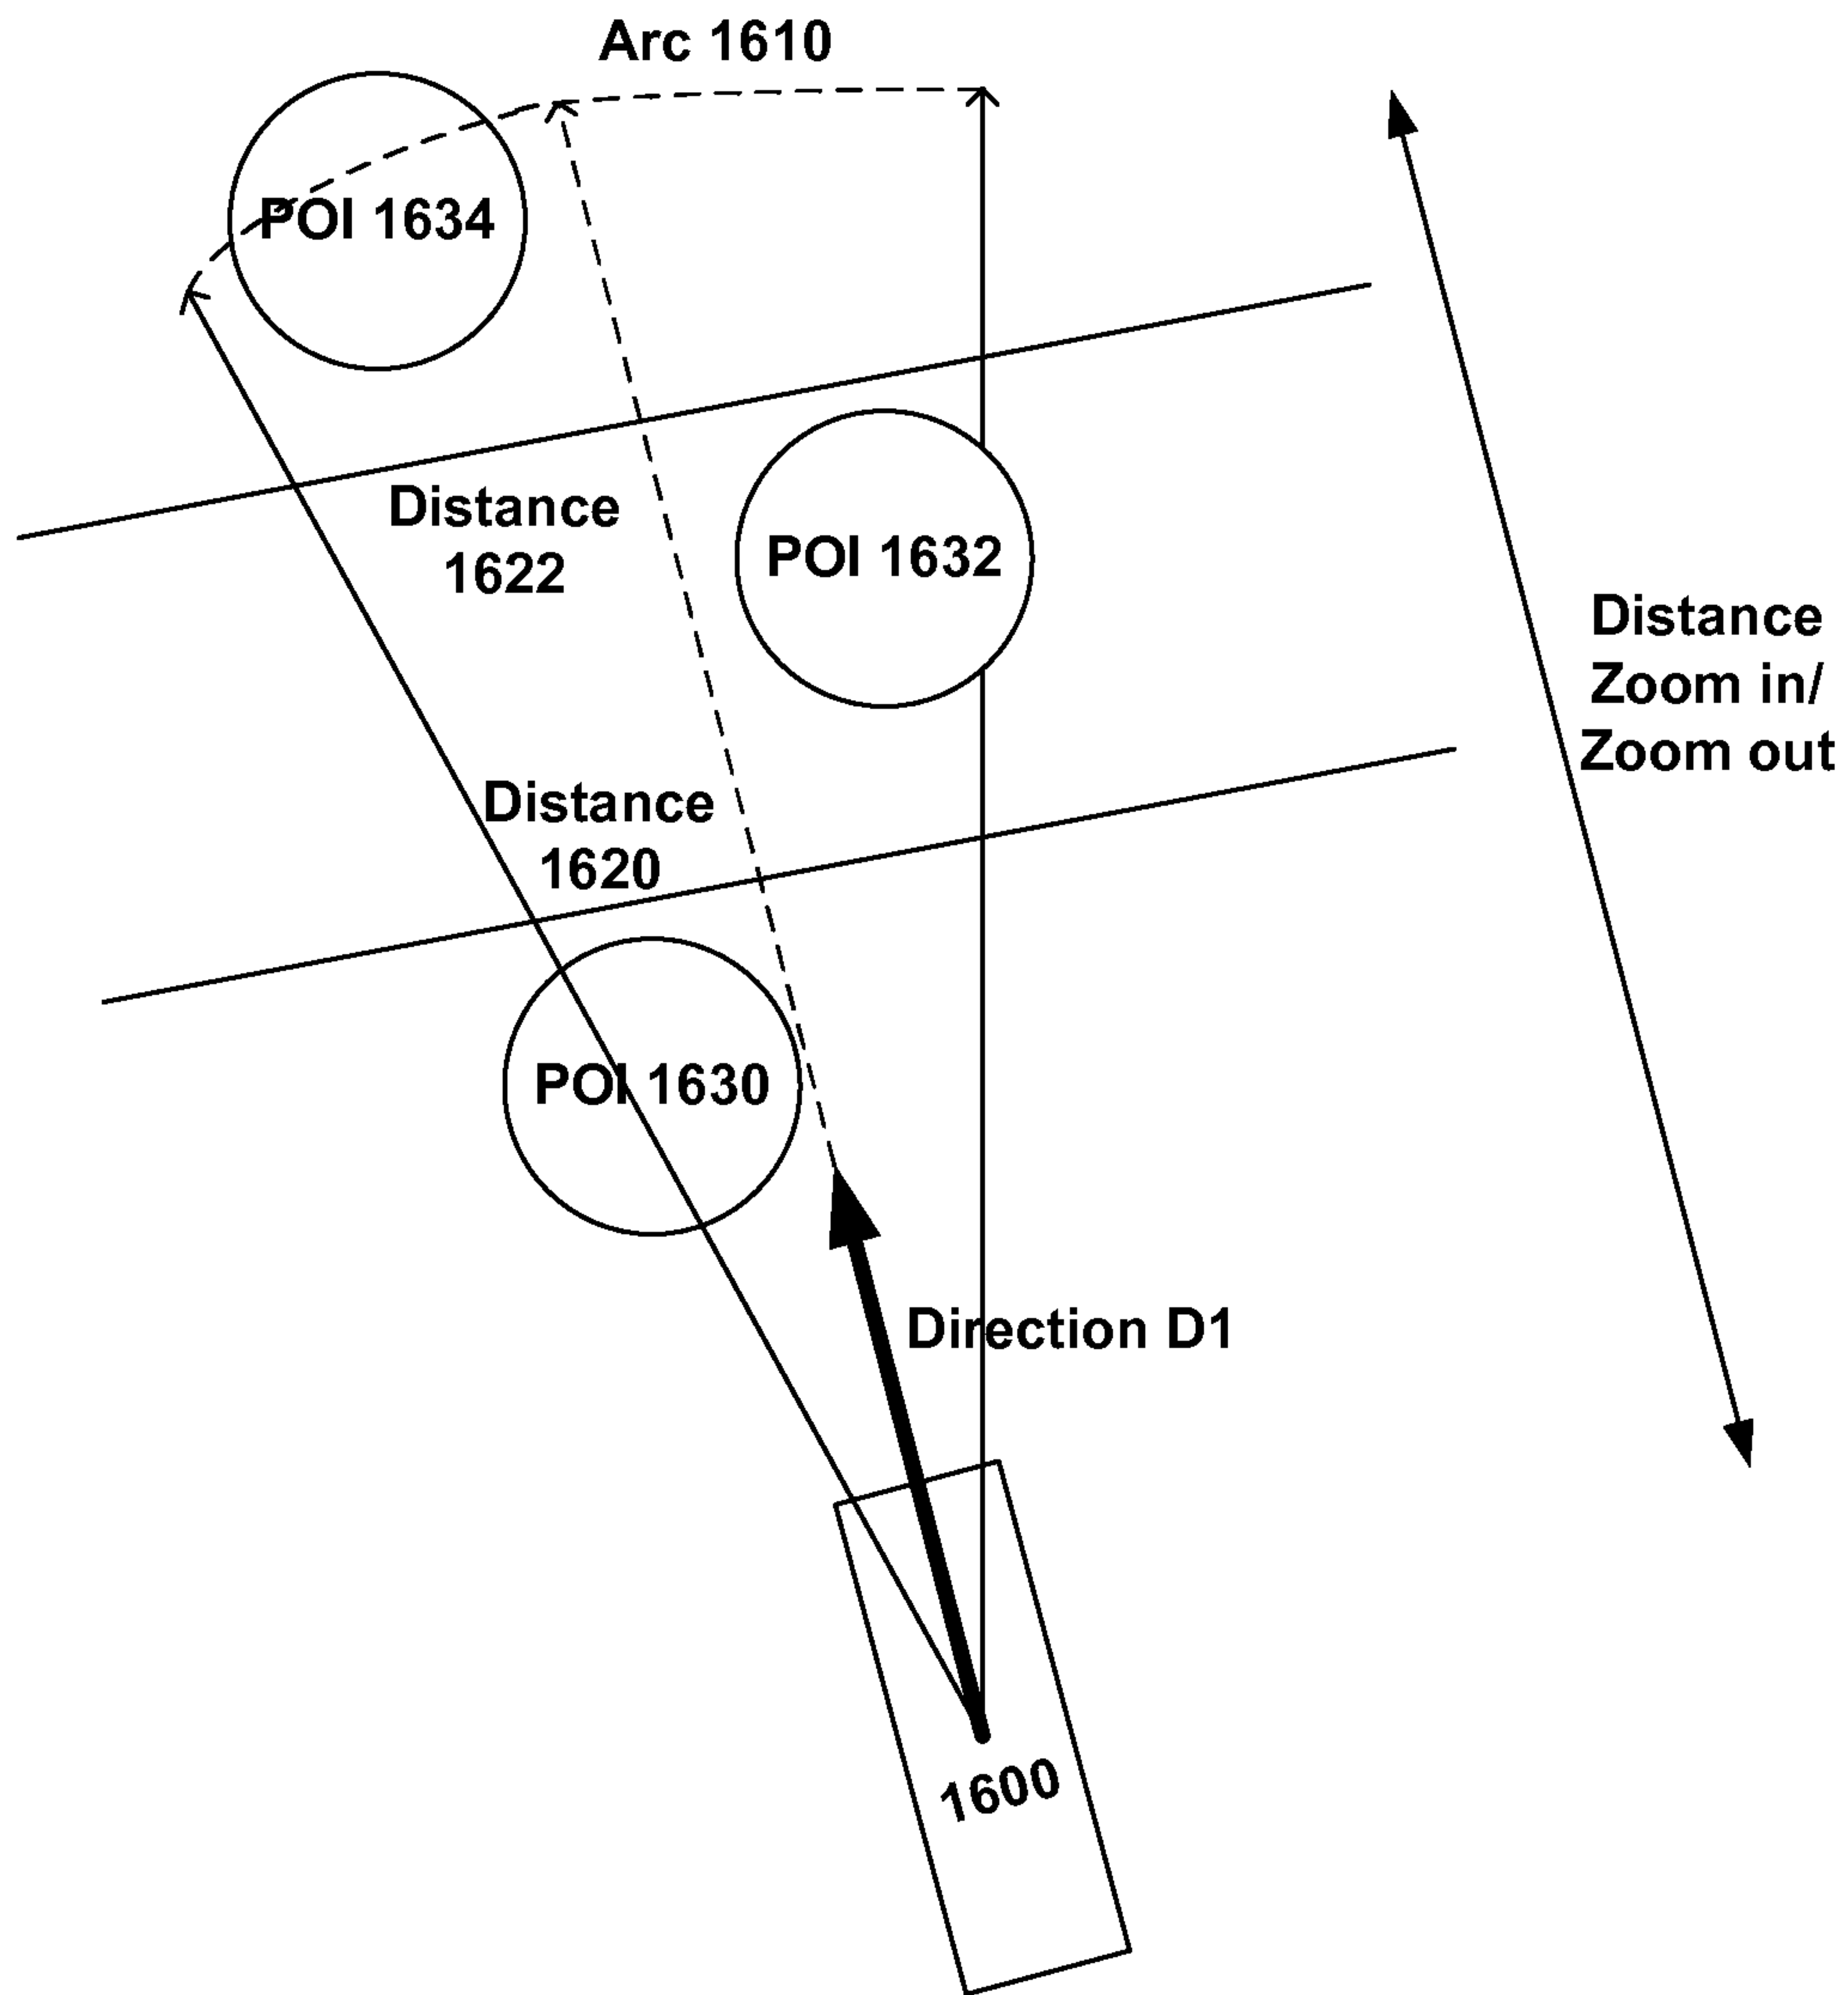 Arc 1610
POI 1634
Distance
1622
POI 1632
Distance
Zoom in/
Zoom out
Distance
1620
POI 1630
Direction D1
1600